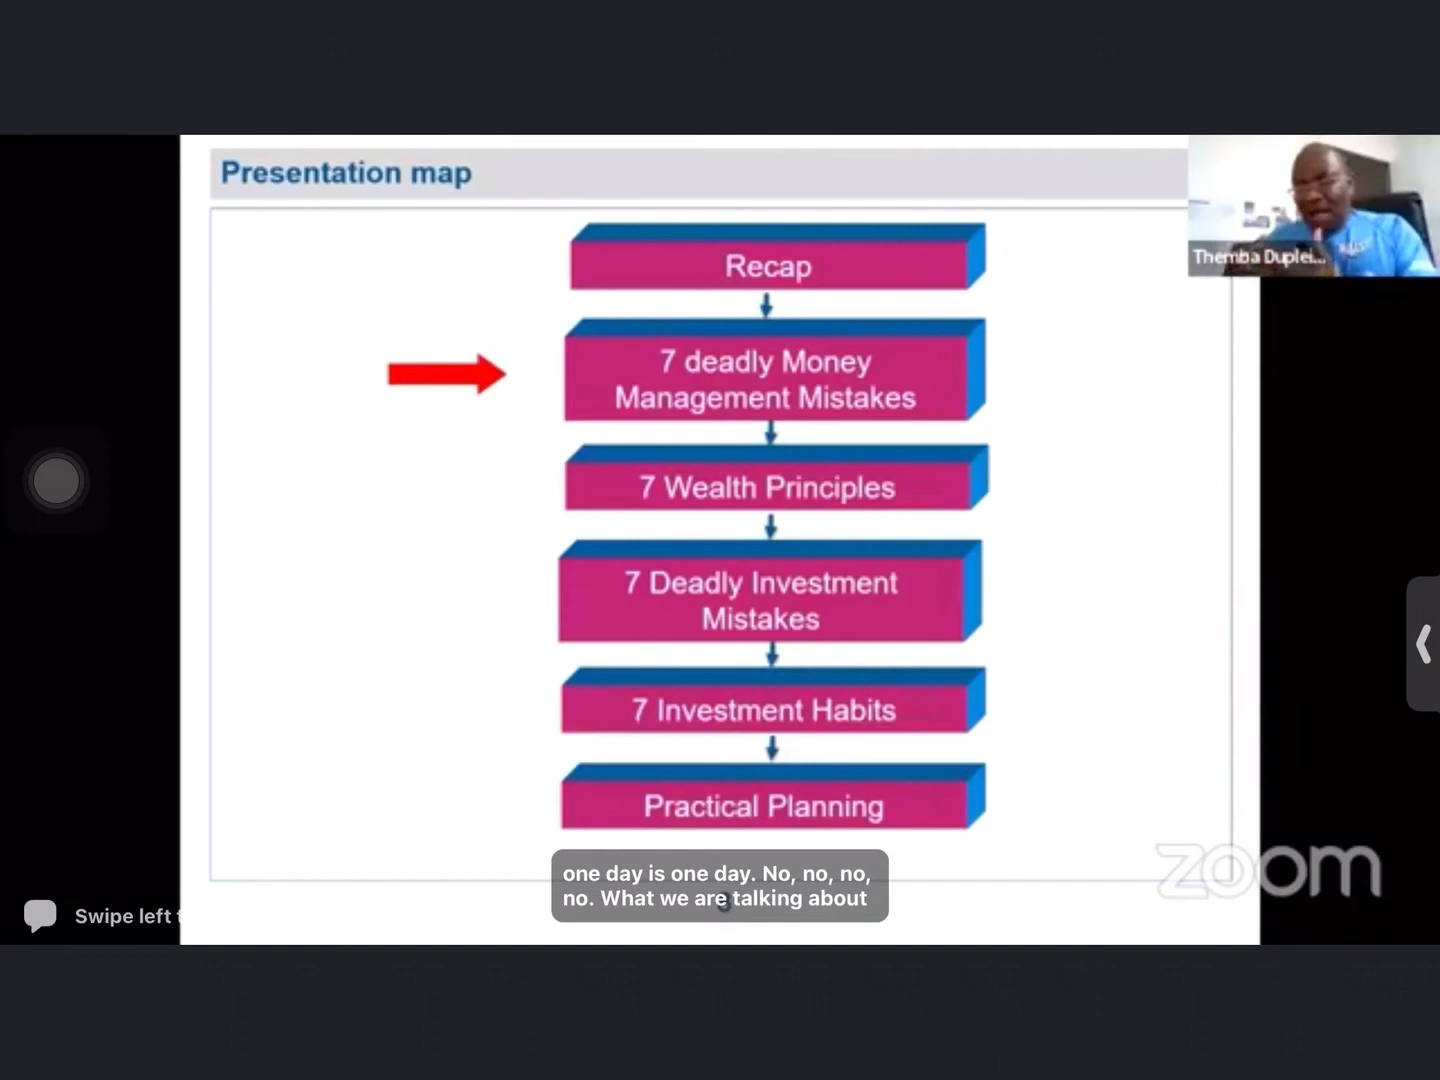 Presentation map
Themba Duplei...
Recap
7 deadly Money
Management Mistakes
7 Wealth Principles
7 Deadly Investment
Mistakes
7 Investment Habits
Practical Planning
one day is one day. No, no, no,
no. What we are talking about
zoom
Swipe left